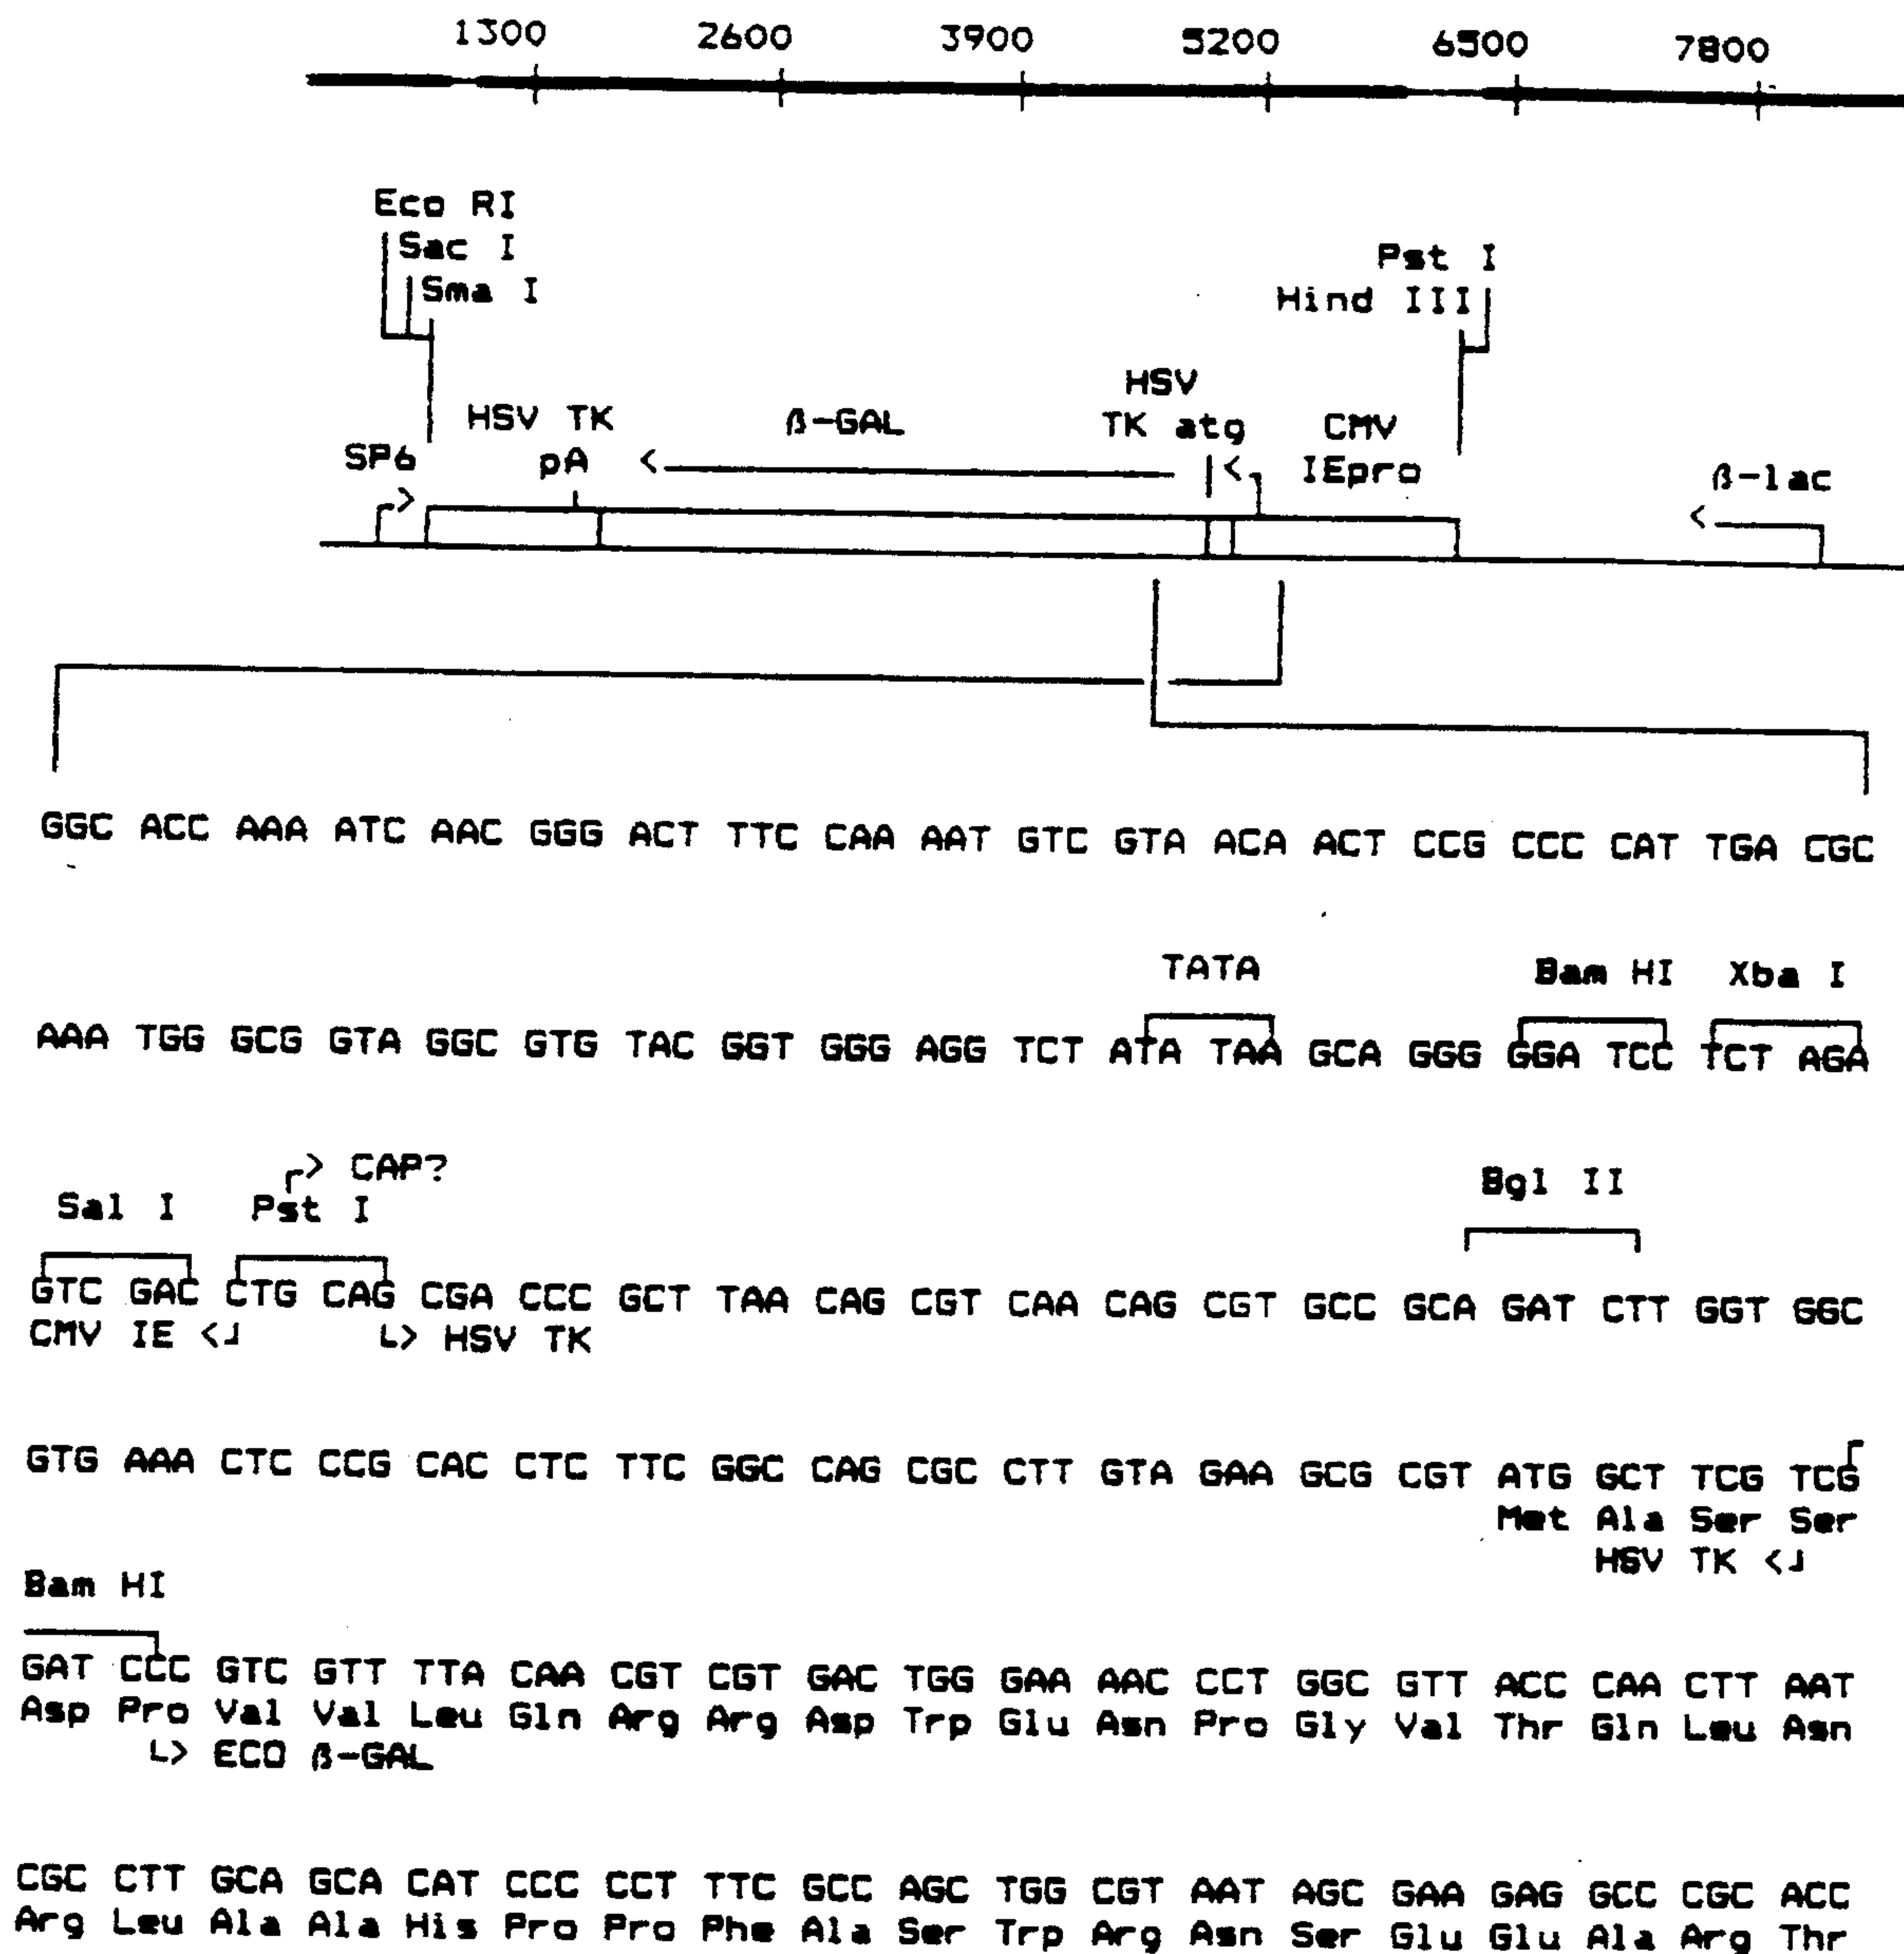 1300 2600 3900 5200 6500 7800
Eco RI
Sac I
Sma I
Pst I
Hind III
HSV
HSV TK β-GAL TK atg CMV
SP6 pA < < IEpro β-lac
> <
GGC ACC AAA ATC AAC GGG ACT TTC CAA AAT GTC GTA ACA ACT CCG CCC CAT TGA CGC
TATA Bam HI Xba I
AAA TGG GCG GTA GGC GTG TAC GGT GGG AGG TCT ATA TAA GCA GGG GGA TCC TCT AGA
> CAP?
Sal I Pst I Bgl II
GTC GAC CTG CAG CGA CCC GCT TAA CAG CGT CAA CAG CGT GCC GCA GAT CTT GGT GGC
CMV IE <┘ └> HSV TK
GTG AAA CTC CCG CAC CTC TTC GGC CAG CGC CTT GTA GAA GCG CGT ATG GCT TCG TCG
Met Ala Ser Ser
HSV TK <┘
Bam HI
GAT CCC GTC GTT TTA CAA CGT CGT GAC TGG GAA AAC CCT GGC GTT ACC CAA CTT AAT
Asp Pro Val Val Leu Gln Arg Arg Asp Trp Glu Asn Pro Gly Val Thr Gln Leu Asn
└> ECO β-GAL
CGC CTT GCA GCA CAT CCC CCT TTC GCC AGC TGG CGT AAT AGC GAA GAG GCC CGC ACC
Arg Leu Ala Ala His Pro Pro Phe Ala Ser Trp Arg Asn Ser Glu Glu Ala Arg Thr